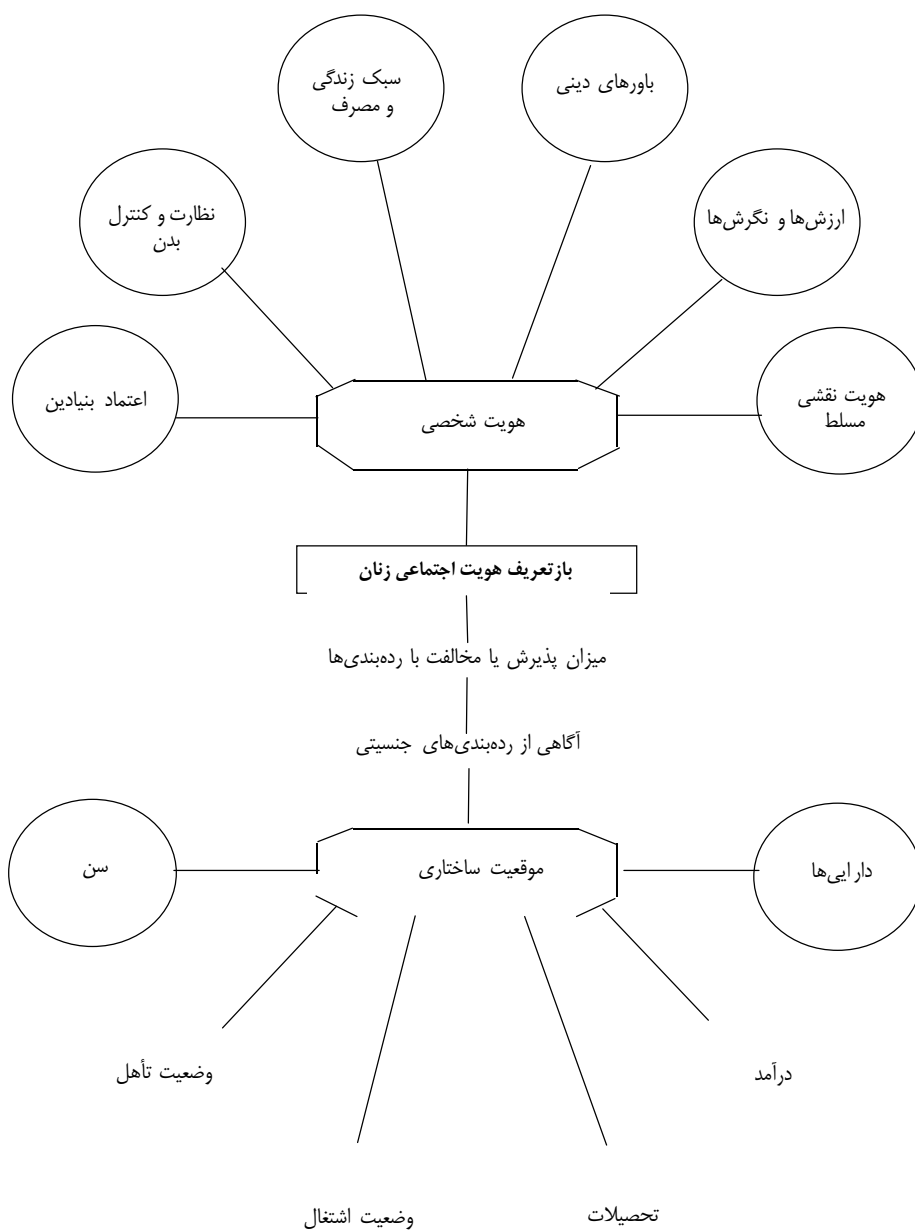 باورهای دینی
سبک زندگی
و مصرف
ارزش‌ها و نگرش‌ها
نظارت و کنترل
بدن
هویت نقشی
مسلط
اعتماد بنیادین
هویت شخصی
بازتعریف هویت اجتماعی زنان
میزان پذیرش یا مخالفت با رده‌بندی‌ها
آگاهی از رده‌بندی‌های جنسیتی
دارایی‌ها
موقعیت ساختاری
سن
درآمد
وضعیت تأهل
تحصیلات
وضعیت اشتغال